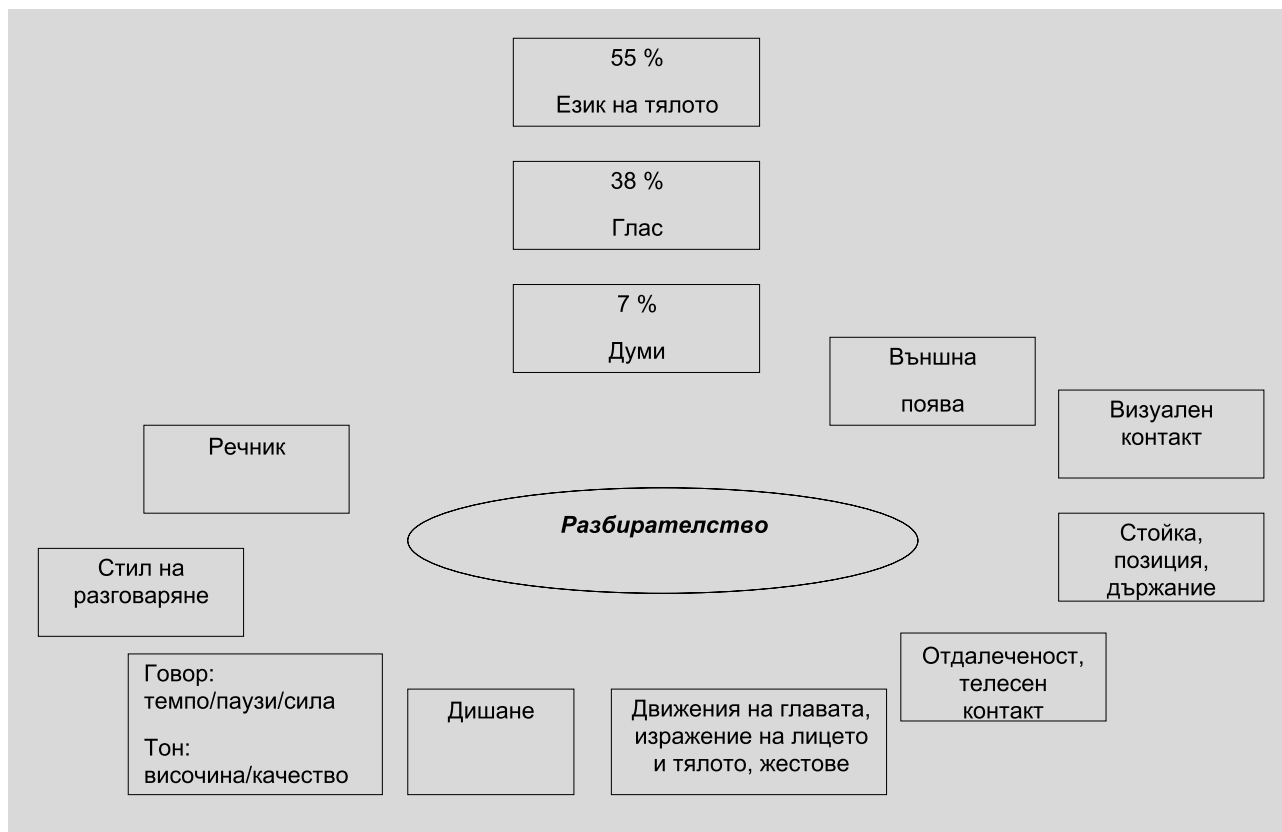 55 %
Език на тялото
38 %
Глас
7 %
Думи
Външна
поява
Визуален
контакт
Речник
Разбирателство
Стойка,
позиция,
държание
Стил на
разговаряне
Отдалеченост,
телесен
контакт
Говор:
темпо/паузи/сила
Тон:
височина/качество
Дишане
Движения на главата,
изражение на лицето
и тялото, жестове